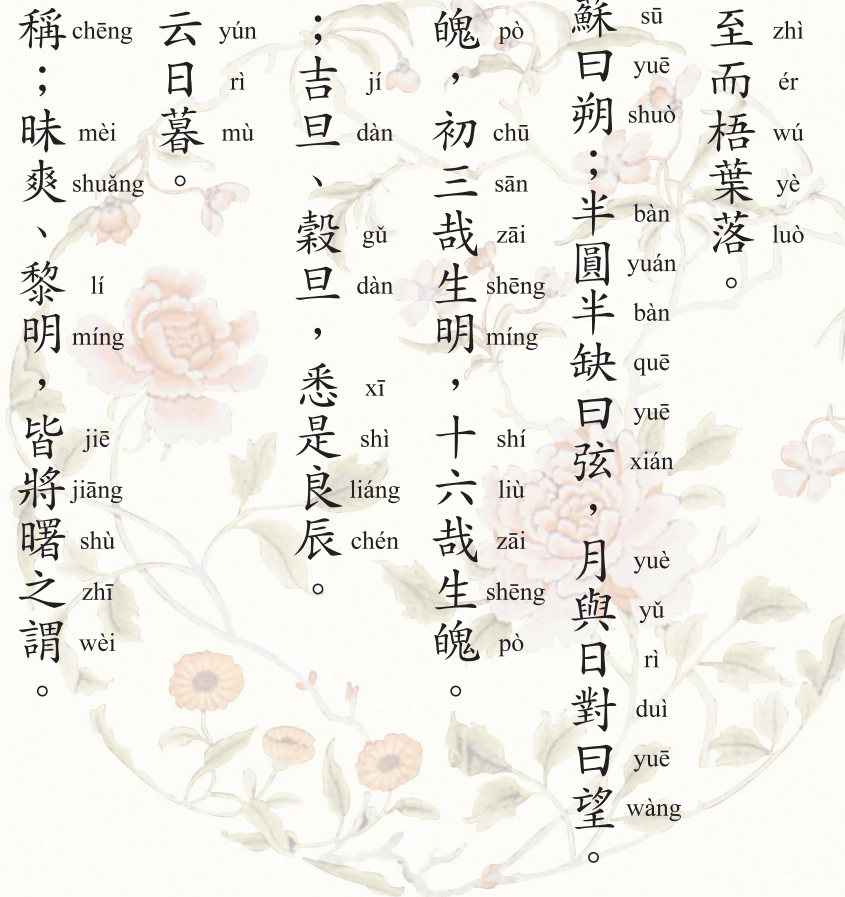 至而梧葉落。
zhì ér wú yè luò
蘇曰朔；半圓半缺曰弦，月與日對曰望。
sū yuē shuò bàn yuán bàn quē yuē xián yuè yǔ rì duì yuē wàng
魄，初三哉生明，十六哉生魄。
pò chū sān zāi shēng míng shí liù zāi shēng pò
；吉旦、穀旦，悉是良辰。
jí dàn gǔ dàn xī shì liáng chén
云日暮。
yún rì mù
稱；昧爽、黎明，皆將曙之謂。
chēng mèi shuǎng lí míng jiē jiāng shù zhī wèi